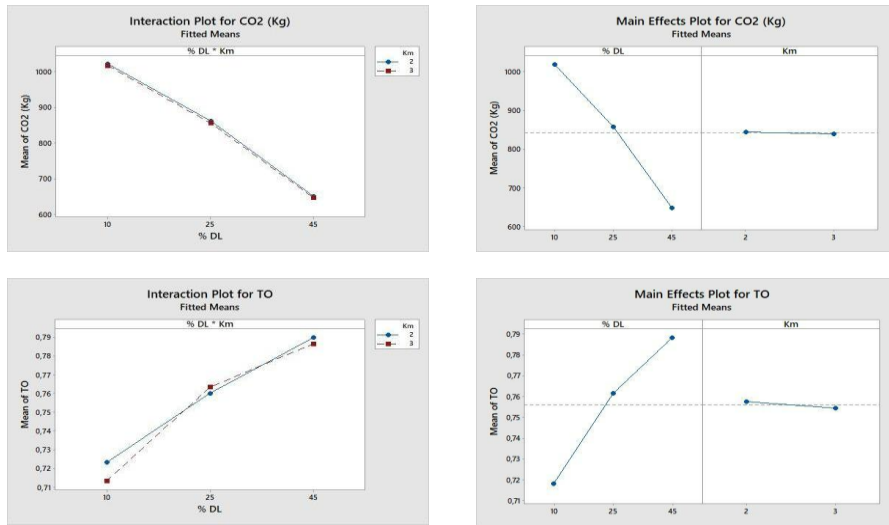 Interaction Plot for CO2 (Kg)
Fitted Means
% DL * Km
Km
2
3
1000
900
800
700
600
Mean of CO2 (Kg)
10 25 45
% DL
Main Effects Plot for CO2 (Kg)
Fitted Means
% DL Km
1000
900
800
700
600
Mean of CO2 (Kg)
10 25 45 2 3
Interaction Plot for TO
Fitted Means
% DL * Km
Km
2
3
0,79
0,78
0,77
0,76
0,75
0,74
0,73
0,72
0,71
Mean of TO
10 25 45
% DL
Main Effects Plot for TO
Fitted Means
% DL Km
0,79
0,78
0,77
0,76
0,75
0,74
0,73
0,72
0,71
Mean of TO
10 25 45 2 3